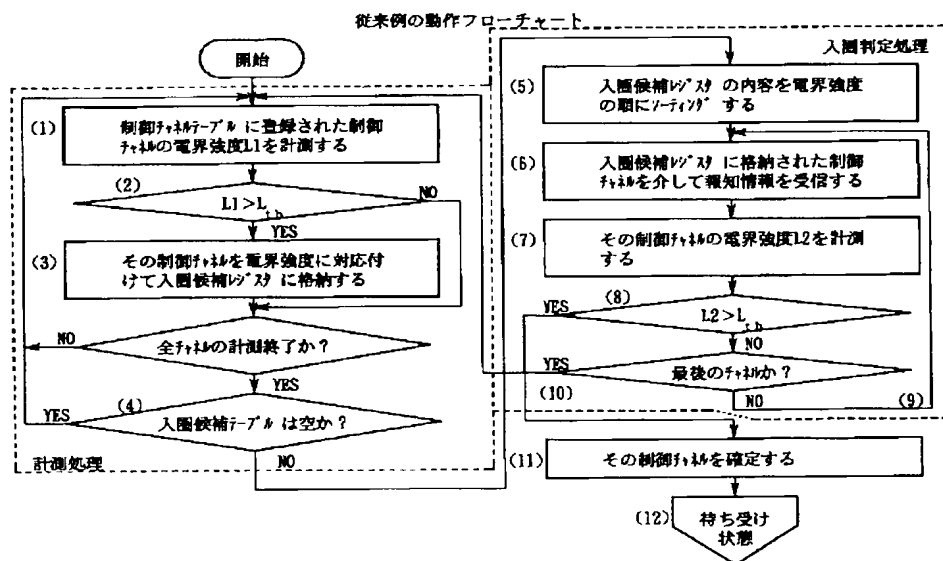 従来例の動作フローチャート
開始
(1)
制御ﾁｬﾈﾙﾃｰﾌﾞﾙ に登録された制御
ﾁｬﾈﾙの電界強度L1を計測する
(2)
L1>Lth
NO
YES
(3)
その制御ﾁｬﾈﾙを電界強度に対応付
けて入圏候補ﾚｼﾞｽﾀ に格納する
NO
全ﾁｬﾈﾙの計測終了か？
YES
(4)
YES
入圏候補ﾃｰﾌﾞﾙ は空か？
計測処理
NO
入圏判定処理
(5)
入圏候補ﾚｼﾞｽﾀ の内容を電界強度
の順にｿｰﾃｨﾝｸﾞ する
(6)
入圏候補ﾚｼﾞｽﾀ に格納された制御
ﾁｬﾈﾙを介して報知情報を受信する
(7)
その制御ﾁｬﾈﾙの電界強度L2を計測
する
(8)
YES
L2>Lth
NO
YES
最後のﾁｬﾈﾙか？
(10)
NO
(9)
(11)
その制御ﾁｬﾈﾙを確定する
(12)
待ち受け
状態